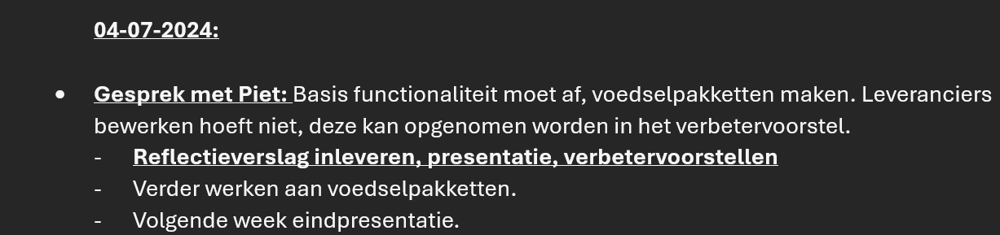 04-07-2024:
• Gesprek met Piet: Basis functionaliteit moet af, voedselpakketten maken. Leveranciers
bewerken hoeft niet, deze kan opgenomen worden in het verbetervoorstel.
- Reflectieverslag inleveren, presentatie, verbetervoorstellen
- Verder werken aan voedselpakketten.
- Volgende week eindpresentatie.